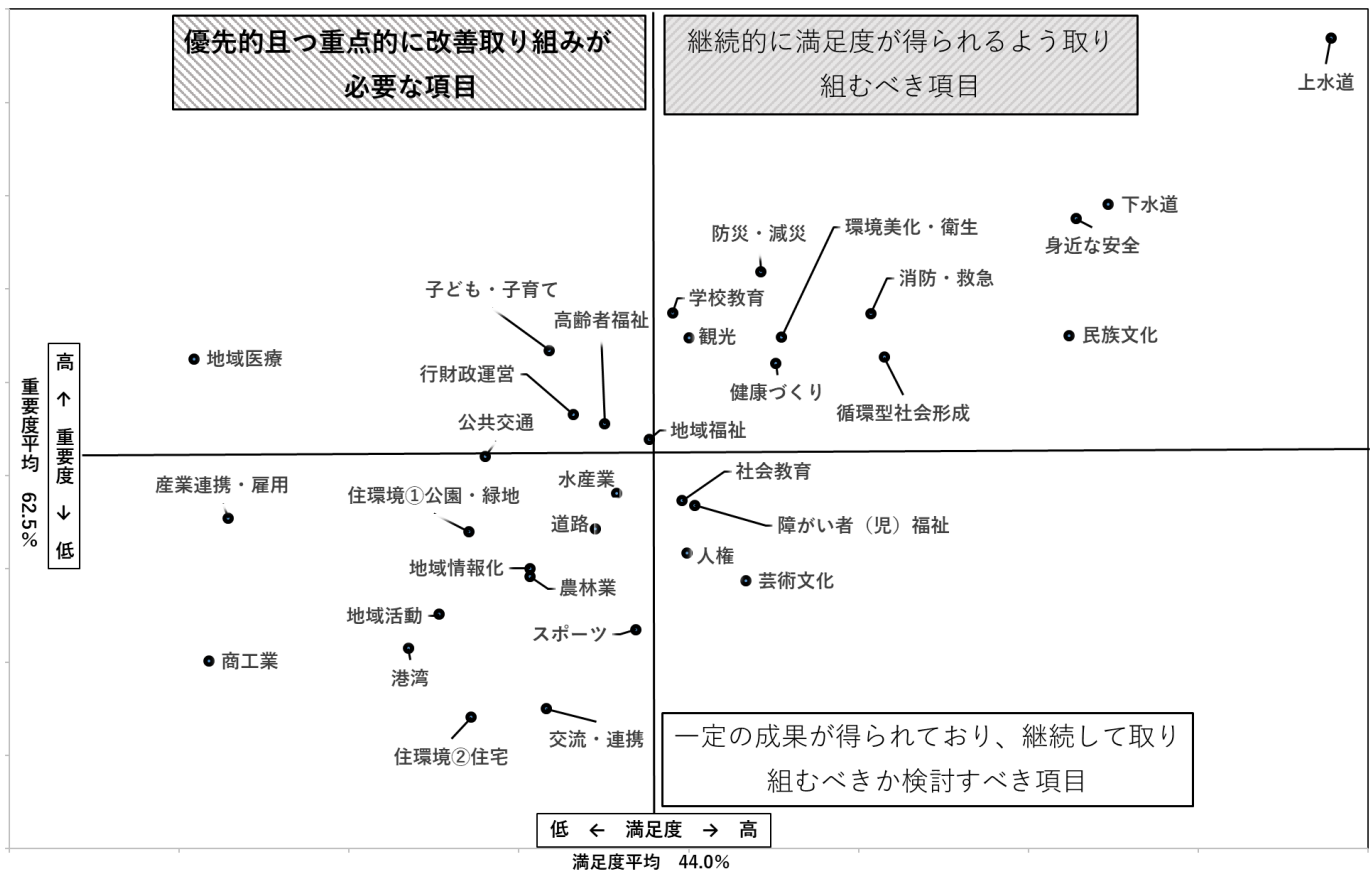 優先的且つ重点的に改善取り組みが
必要な項目
継続的に満足度が得られるよう取り
組むべき項目
上水道
下水道
身近な安全
防災・減災
環境美化・衛生
消防・救急
子ども・子育て
学校教育
高齢者福祉
観光
民族文化
地域医療
行財政運営
健康づくり
循環型社会形成
公共交通
地域福祉
重要度平均 62.5%
高 ↑ 重要度 ↓ 低
産業連携・雇用
住環境①公園・緑地
水産業
社会教育
道路
障がい者（児）福祉
人権
地域情報化
農林業
芸術文化
地域活動
スポーツ
商工業
港湾
住環境②住宅
交流・連携
一定の成果が得られており、継続して取り
組むべきか検討すべき項目
低 ← 満足度 → 高
満足度平均 44.0%